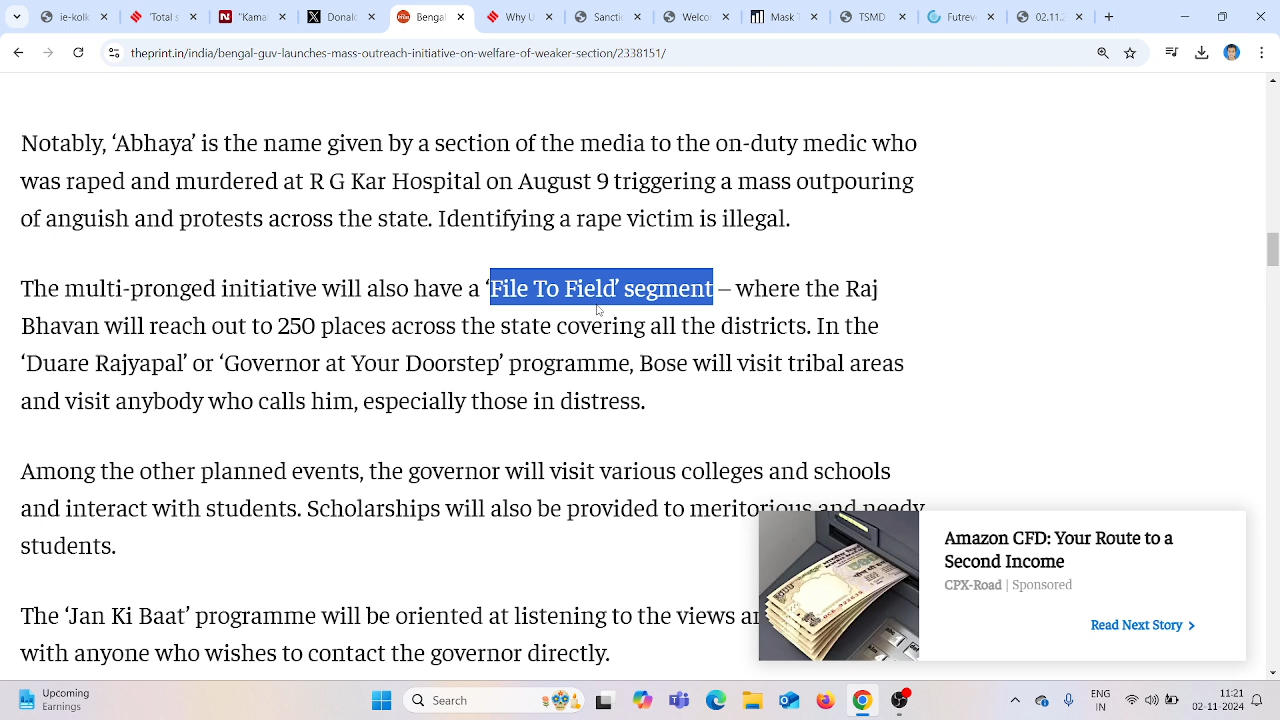 ie-kolk
Abhaya'
"Kanka
Donald
Benga
Why
Sancti
Welco
Maps
TSMSD
Future
02.11.2
theprint.in/india/bengal-guv-launches-mass-outreach-initiative-on-welfare-of-weaker-section/2338151/
Notably, ‘Abhaya’ is the name given by a section of the media to the on-duty medic who
was raped and murdered at R G Kar Hospital on August 9 triggering a mass outpouring
of anguish and protests across the state. Identifying a rape victim is illegal.
The multi-pronged initiative will also have a ‘File To Field’ segment – where the Raj
Bhavan will reach out to 250 places across the state covering all the districts. In the
‘Duare Rajyapal’ or ‘Governor at Your Doorstep’ programme, Bose will visit tribal areas
and visit anybody who calls him, especially those in distress.
Among the other planned events, the governor will visit various colleges and schools
and interact with students. Scholarships will also be provided to meritorious and needy
students.
The ‘Jan Ki Baat’ programme will be oriented at listening to the views
with anyone who wishes to contact the governor directly.
Amazon CFD: Your Route to a
Second Income
CPX-Road | Sponsored
Read Next Story
Upcoming
Earnings
Search
ENG
IN
11:21
02-11-2024